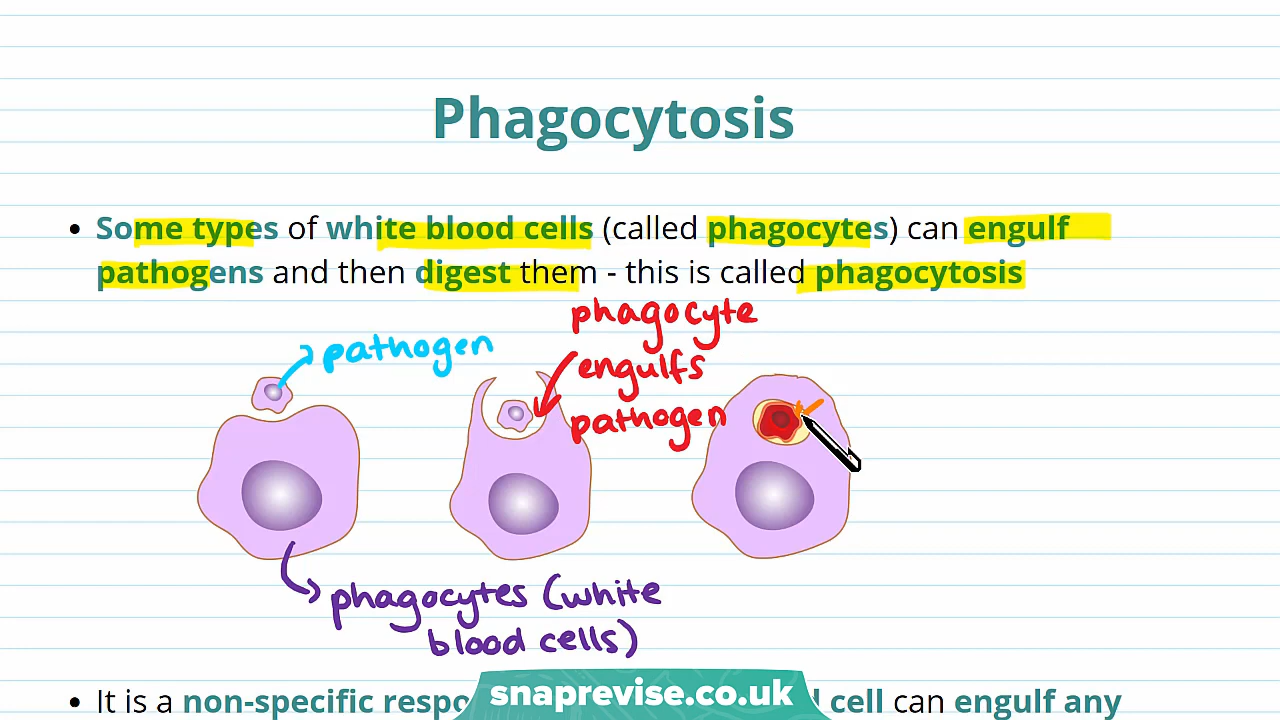 Phagocytosis
• Some types of white blood cells (called phagocytes) can engulf
pathogens and then digest them - this is called phagocytosis
phagocyte
engulfs
pathogen
pathogen
phagocytes (white
blood cells)
• It is a non-specific respo cell can engulf any
snaprevise.co.uk